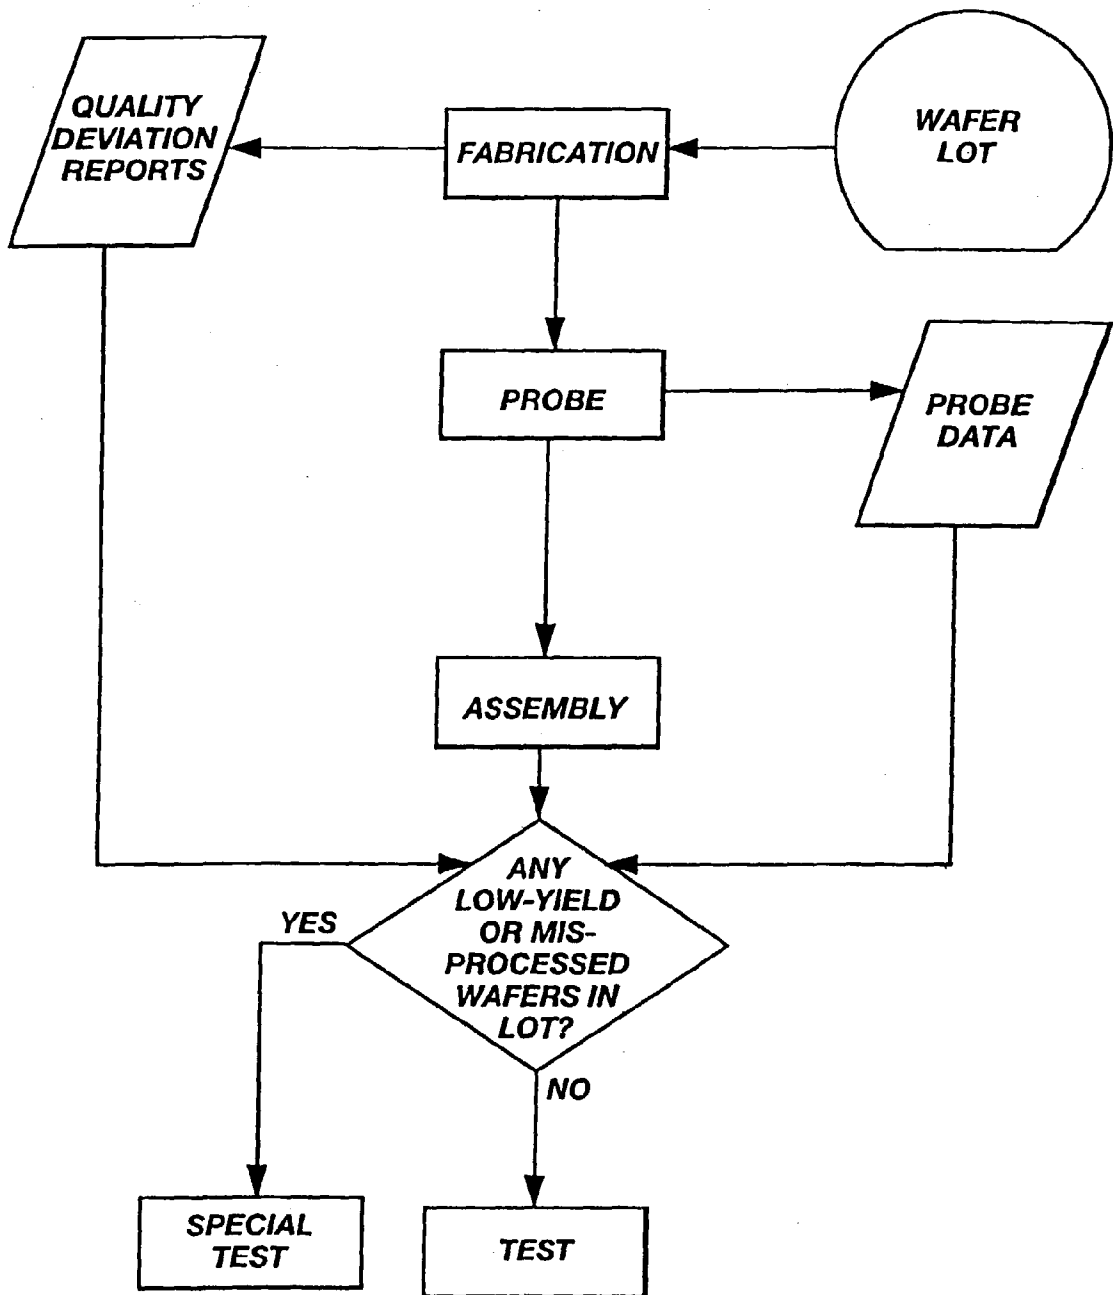 QUALITY
DEVIATION
REPORTS
FABRICATION
WAFER
LOT
PROBE
PROBE
DATA
ASSEMBLY
ANY
LOW-YIELD
OR MIS-
PROCESSED
WAFERS IN
LOT?
YES
NO
SPECIAL
TEST
TEST